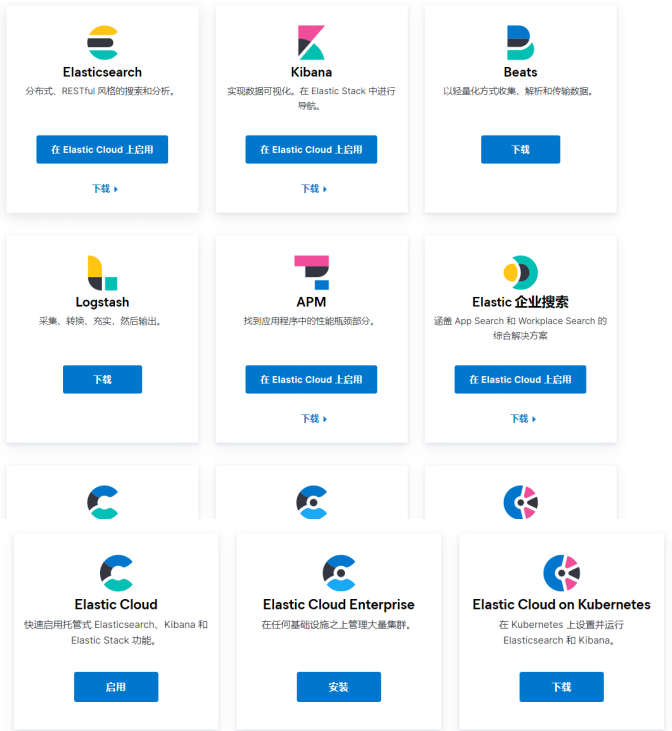 Elasticsearch
分布式、RESTful 风格的搜索和分析。
在 Elastic Cloud 上启用
下载
Kibana
实现数据可视化。在 Elastic Stack 中进行
导航。
在 Elastic Cloud 上启用
下载
Beats
以轻量化方式收集、解析和传输数据。
下载
Logstash
采集、转换、充实，然后输出。
下载
APM
找到应用程序中的性能瓶颈部分。
在 Elastic Cloud 上启用
下载
Elastic 企业搜索
涵盖 App Search 和 Workplace Search 的
综合解决方案
在 Elastic Cloud 上启用
下载
Elastic Cloud
快速启用托管式 Elasticsearch、Kibana 和
Elastic Stack 功能。
启用
Elastic Cloud Enterprise
在任何基础设施之上管理大量集群。
安装
Elastic Cloud on Kubernetes
在 Kubernetes 上设置并运行
Elasticsearch 和 Kibana。
下载